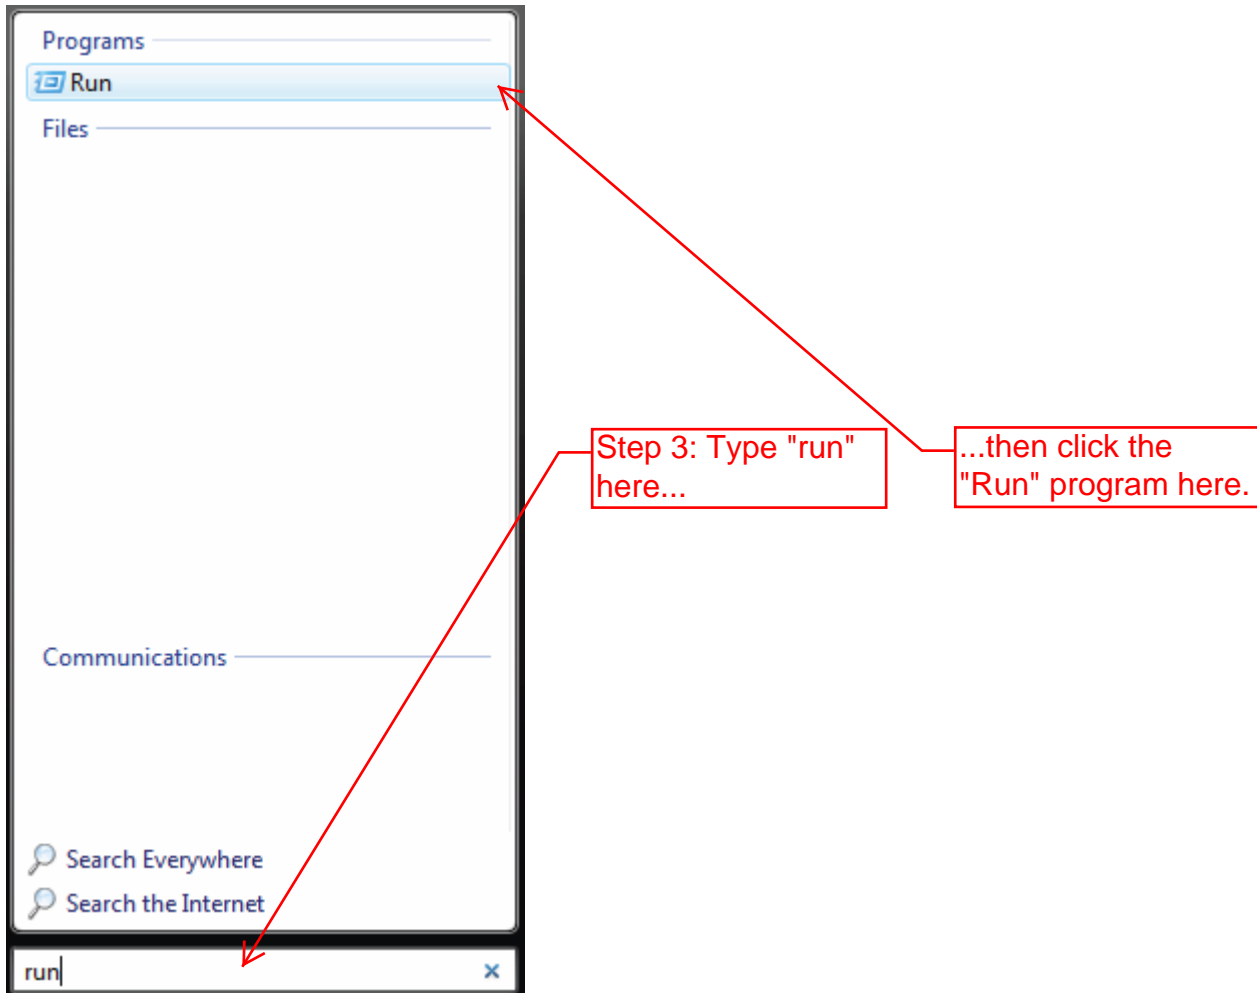 Programs
Run
Files
Step 3: Type "run"
here...
...then click the
"Run" program here.
Communications
Search Everywhere
Search the Internet
run